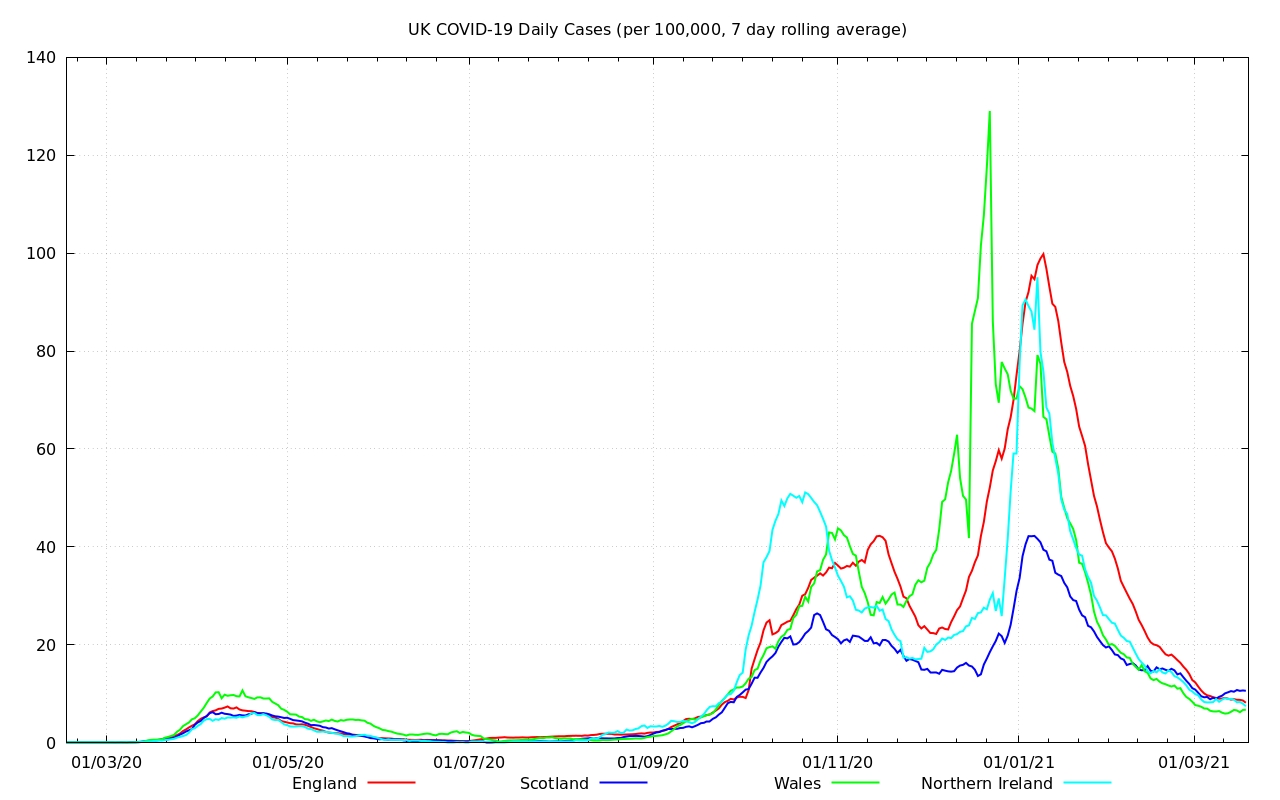 UK COVID-19 Daily Cases (per 100,000, 7 day rolling average)
140
120
100
80
60
40
20
0
01/03/20 01/05/20 01/07/20 01/09/20 01/11/20 01/01/21 01/03/21
England Scotland Wales Northern Ireland